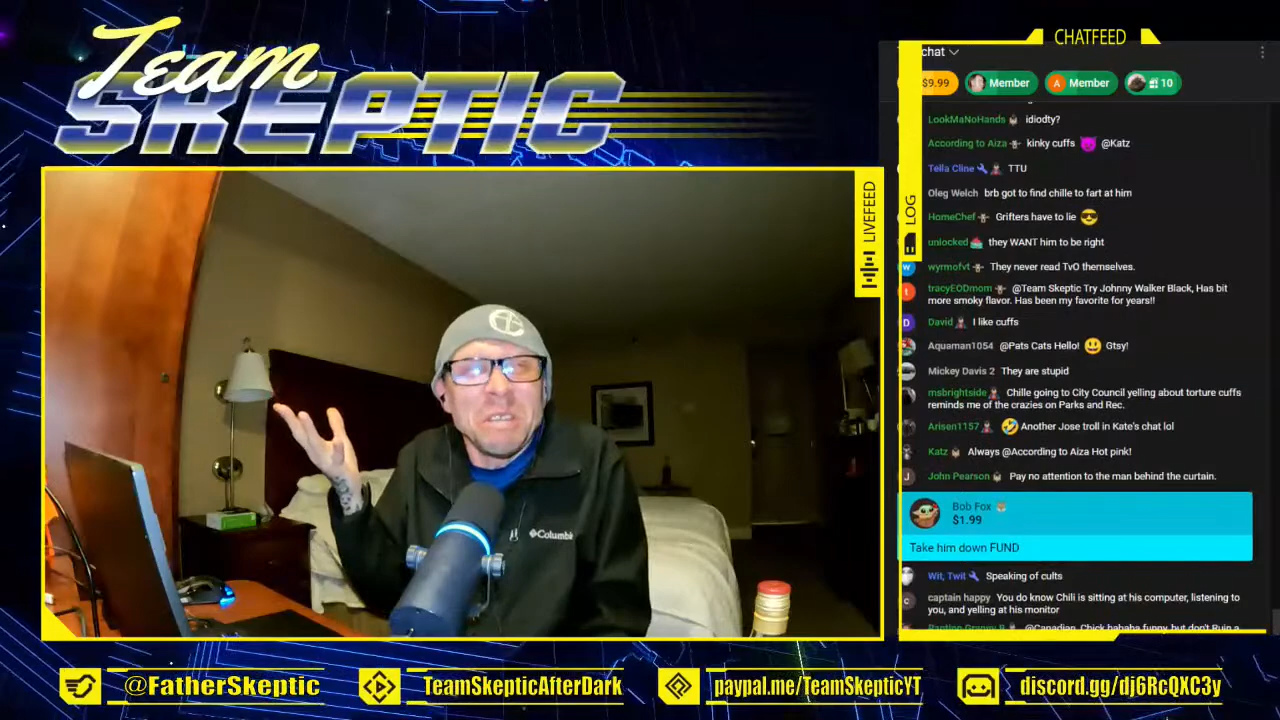 Team
SKEPTIC
CHATFEED
chat
$9.99
Member
A
Member
10
LookMaNoHands idiodty?
According to Aiza kinky cuffs @Katz
Tella Cline TTU
Oleg Welch brb got to find chille to fart at him
HomeChef Grifters have to lie
unlocked they WANT him to be right
w wyrmofvt They never read TvO themselves.
t tracyEODmom @Team Skeptic Try Johnny Walker Black, Has bit
more smoky flavor. Has been my favorite for years!!
D David I like cuffs
Aquaman1054 @Pats Cats Hello! Gtsy!
Mickey Davis 2 They are stupid
msbrightside Chille going to City Council yelling about torture cuffs
reminds me of the crazies on Parks and Rec.
Arisen1157 Another Jose troll in Kate's chat lol
Katz Always @According to Aiza Hot pink!
J John Pearson Pay no attention to the man behind the curtain.
Bob Fox
$1.99
Take him down FUND
Wit, Twit Speaking of cults
c captain happy You do know Chili is sitting at his computer, listening to
you, and yelling at his monitor
@Canadian
LIVEFEED
LOG
Columbia
@FatherSkeptic
TeamSkepticAfterDark
paypal.me/TeamSkepticYT
discord.gg/dj6RcQXC3y